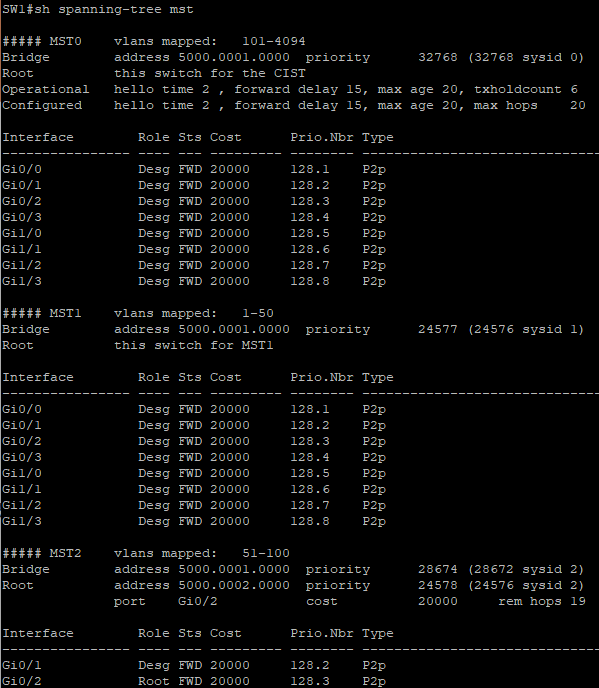 SW1#sh spanning-tree mst
##### MST0    vlans mapped:   101-4094
Bridge        address 5000.0001.0000  priority      32768 (32768 sysid 0)
Root          this switch for the CIST
Operational   hello time 2 , forward delay 15, max age 20, txholdcount 6
Configured    hello time 2 , forward delay 15, max age 20, max hops    20
Interface        Role Sts Cost      Prio.Nbr Type
---------------- ---- --- --------- -------- --------------------------------
Gi0/0            Desg FWD 20000     128.1    P2p
Gi0/1            Desg FWD 20000     128.2    P2p
Gi0/2            Desg FWD 20000     128.3    P2p
Gi0/3            Desg FWD 20000     128.4    P2p
Gi1/0            Desg FWD 20000     128.5    P2p
Gi1/1            Desg FWD 20000     128.6    P2p
Gi1/2            Desg FWD 20000     128.7    P2p
Gi1/3            Desg FWD 20000     128.8    P2p
##### MST1    vlans mapped:   1-50
Bridge        address 5000.0001.0000  priority      24577 (24576 sysid 1)
Root          this switch for MST1
Interface        Role Sts Cost      Prio.Nbr Type
---------------- ---- --- --------- -------- --------------------------------
Gi0/0            Desg FWD 20000     128.1    P2p
Gi0/1            Desg FWD 20000     128.2    P2p
Gi0/2            Desg FWD 20000     128.3    P2p
Gi0/3            Desg FWD 20000     128.4    P2p
Gi1/0            Desg FWD 20000     128.5    P2p
Gi1/1            Desg FWD 20000     128.6    P2p
Gi1/2            Desg FWD 20000     128.7    P2p
Gi1/3            Desg FWD 20000     128.8    P2p
##### MST2    vlans mapped:   51-100
Bridge        address 5000.0001.0000  priority      28674 (28672 sysid 2)
Root          address 5000.0002.0000  priority      24578 (24576 sysid 2)
              port    Gi0/2           cost          20000     rem hops 19
Interface        Role Sts Cost      Prio.Nbr Type
---------------- ---- --- --------- -------- --------------------------------
Gi0/1            Desg FWD 20000     128.2    P2p
Gi0/2            Root FWD 20000     128.3    P2p